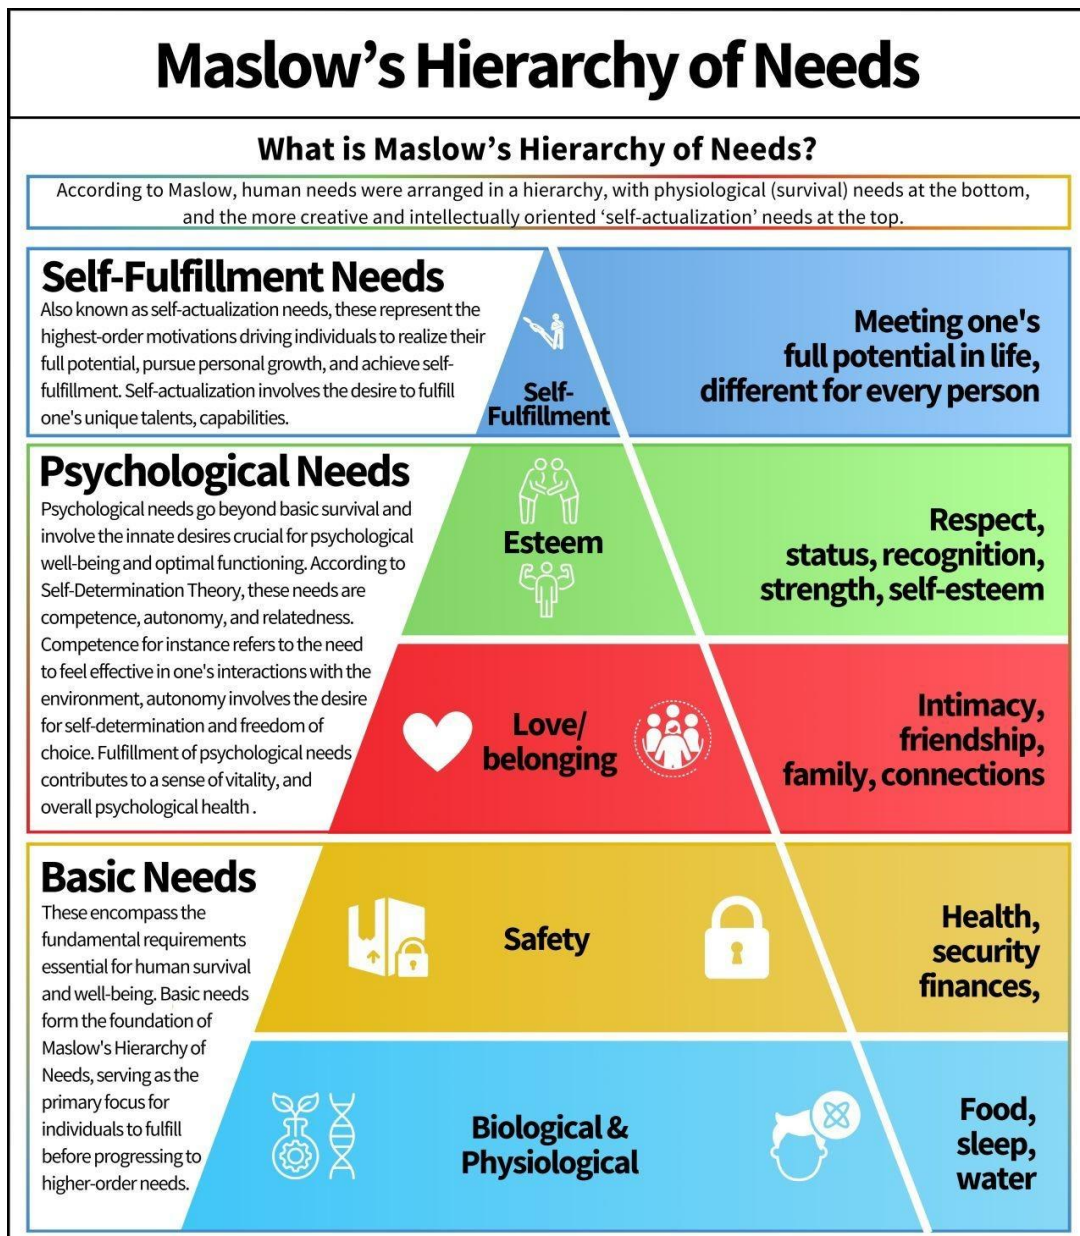 Maslow’s Hierarchy of Needs
What is Maslow’s Hierarchy of Needs?
According to Maslow, human needs were arranged in a hierarchy, with physiological (survival) needs at the bottom,
and the more creative and intellectually oriented ‘self-actualization’ needs at the top.
Self-Fulfillment Needs
Also known as self-actualization needs, these represent the
highest-order motivations driving individuals to realize their
full potential, pursue personal growth, and achieve self-
fulfillment. Self-actualization involves the desire to fulfill
one's unique talents, capabilities.
Self-
Fulfillment
Meeting one's
full potential in life,
different for every person
Psychological Needs
Psychological needs go beyond basic survival and
involve the innate desires crucial for psychological
well-being and optimal functioning. According to
Self-Determination Theory, these needs are
competence, autonomy, and relatedness.
Competence for instance refers to the need
to feel effective in one's interactions with the
environment, autonomy involves the desire
for self-determination and freedom of
choice. Fulfillment of psychological needs
contributes to a sense of vitality, and
overall psychological health .
Esteem
Respect,
status, recognition,
strength, self-esteem
Love/
belonging
Intimacy,
friendship,
family, connections
Basic Needs
These encompass the
fundamental requirements
essential for human survival
and well-being. Basic needs
form the foundation of
Maslow's Hierarchy of
Needs, serving as the
primary focus for
individuals to fulfill
before progressing to
higher-order needs.
Safety
Health,
security
finances,
Biological &
Physiological
Food,
sleep,
water